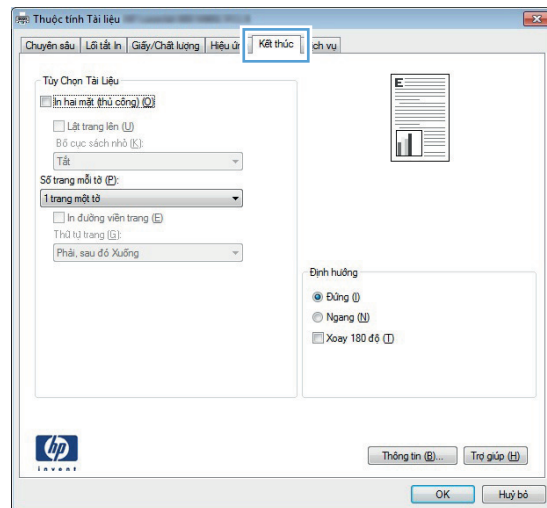 Thuộc tính Tài liệu
Chuyên sâu Lối tắt In Giấy/Chất lượng Hiệu ứn Kết thúc ịch vụ
Tùy Chọn Tài Liệu
In hai mặt (thủ công) (O)
Lật trang lên (U)
Bố cục sách nhỏ (K):
Tắt
Số trang mỗi tờ (P):
1 trang một tờ
In đường viền trang (E)
Thứ tự trang (G):
Phải, sau đó Xuống
E
Định hướng
Đứng (I)
Ngang (N)
Xoay 180 độ (T)
hp
invent
Thông tin (B)... Trợ giúp (H)
OK Huỷ bỏ